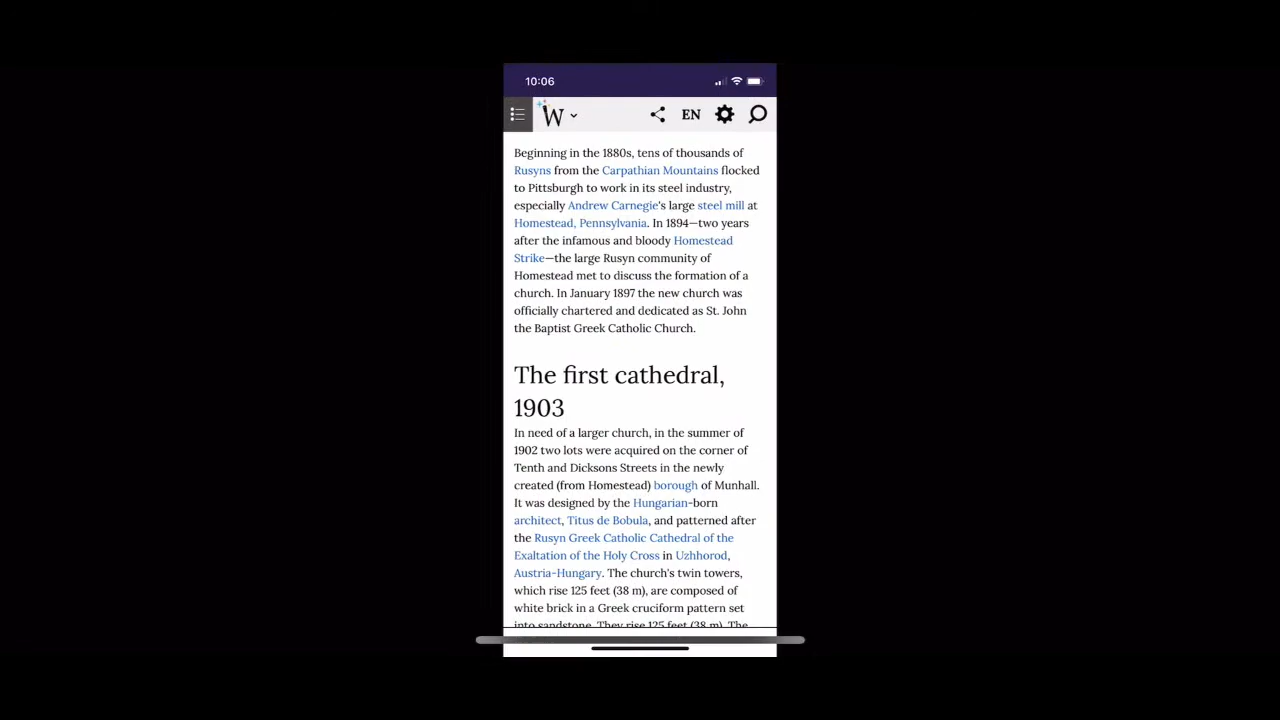 10:06
W EN
Beginning in the 1880s, tens of thousands of
Rusyns from the Carpathian Mountains flocked
to Pittsburgh to work in its steel industry,
especially Andrew Carnegie's large steel mill at
Homestead, Pennsylvania. In 1894—two years
after the infamous and bloody Homestead
Strike—the large Rusyn community of
Homestead met to discuss the formation of a
church. In January 1897 the new church was
officially chartered and dedicated as St. John
the Baptist Greek Catholic Church.
The first cathedral,
1903
In need of a larger church, in the summer of
1902 two lots were acquired on the corner of
Tenth and Dicksons Streets in the newly
created (from Homestead) borough of Munhall.
It was designed by the Hungarian-born
architect, Titus de Bobula, and patterned after
the Rusyn Greek Catholic Cathedral of the
Exaltation of the Holy Cross in Uzhhorod,
Austria-Hungary. The church's twin towers,
which rise 125 feet (38 m), are composed of
white brick in a Greek cruciform pattern set
into sandstone. They rise 125 feet (38 m). The